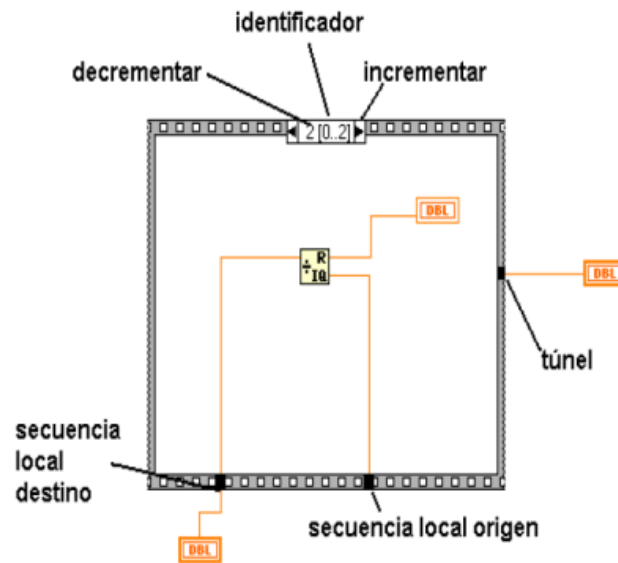 identificador
decrementar
incrementar
2 [0..2]
DBL
R
÷ IQ
DBL
túnel
secuencia
local
destino
secuencia local origen
DBL